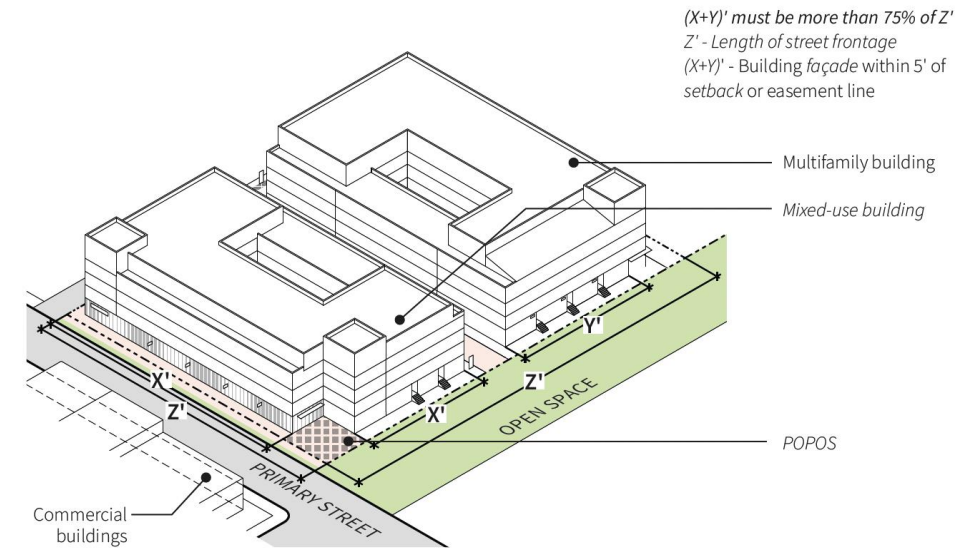 (X+Y)' must be more than 75% of Z'
Z' - Length of street frontage
(X+Y)' - Building façade within 5' of
setback or easement line
Multifamily building
Mixed-use building
Y'
Z'
X'
Z'
X'
OPEN SPACE
POPOS
PRIMARY STREET
Commercial
buildings